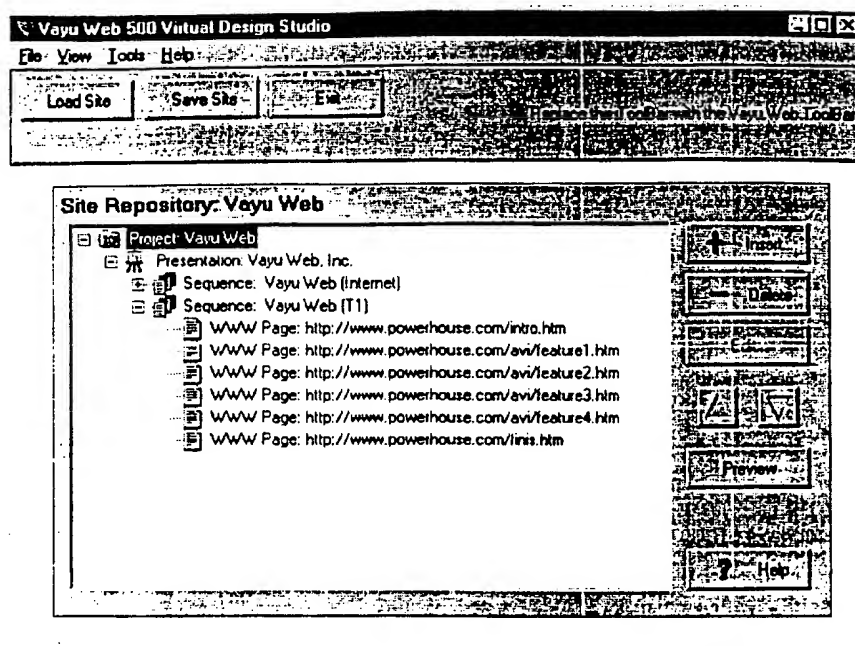 Vayu Web 500 Virtual Design Studio
File View Tools Help
Load Site Save Site Exit
Replace the ToolBar with the Vayu Web ToolBar
Site Repository: Vayu Web
Project: Vayu Web
Presentation: Vayu Web, Inc.
Sequence: Vayu Web (Internet)
Sequence: Vayu Web (T1)
WWW Page: http://www.powerhouse.com/intro.htm
WWW Page: http://www.powerhouse.com/avi/feature1.htm
WWW Page: http://www.powerhouse.com/avi/feature2.htm
WWW Page: http://www.powerhouse.com/avi/feature3.htm
WWW Page: http://www.powerhouse.com/avi/feature4.htm
WWW Page: http://www.powerhouse.com/finis.htm
Insert
Delete
Edit
Preview
? Help